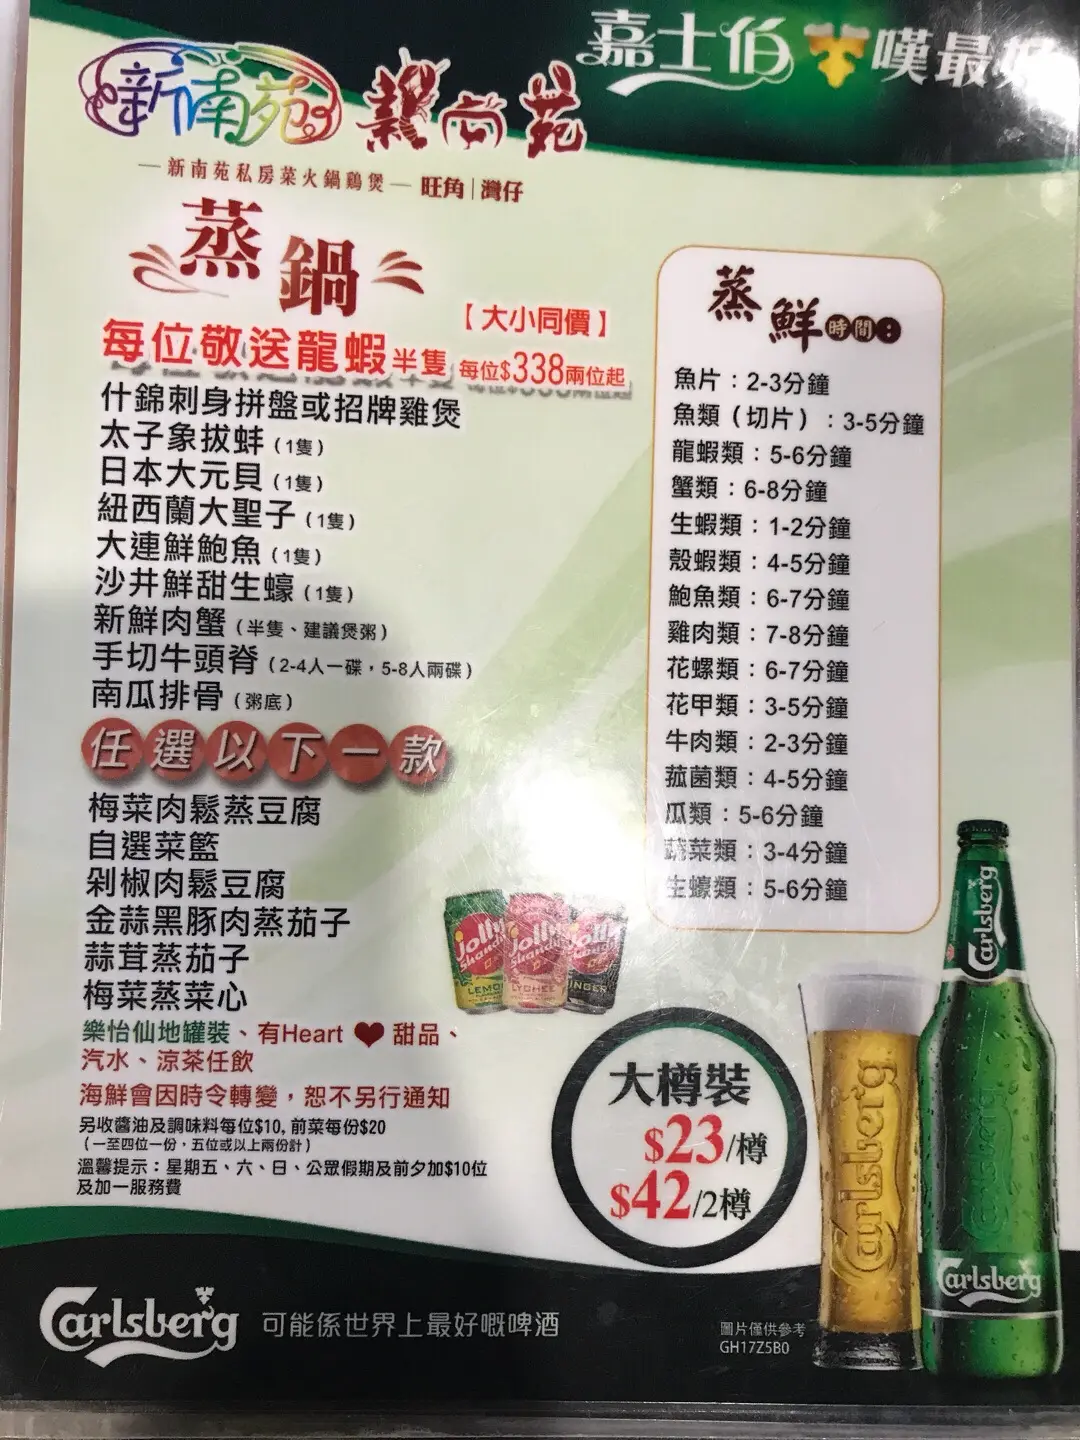 嘉士伯 嘆最
新南苑
— 新南苑私房菜火鍋鷄煲 — 旺角 | 灣仔
蒸鍋
【大小同價】
每位敬送龍蝦半隻 每位$338兩位起
什錦刺身拼盤或招牌雞煲
太子象拔蚌（1隻）
日本大元貝（1隻）
紐西蘭大聖子（1隻）
大連鮮鮑魚（1隻）
沙井鮮甜生蠔（1隻）
新鮮肉蟹（半隻、建議煲粥）
手切牛頭脊（2-4人一碟，5-8人兩碟）
南瓜排骨（粥底）
任選以下一款
梅菜肉鬆蒸豆腐
自選菜籃
剁椒肉鬆豆腐
金蒜黑豚肉蒸茄子
蒜茸蒸茄子
梅菜蒸菜心
樂怡仙地罐裝、有Heart ❤ 甜品、
汽水、涼茶任飲
海鮮會因時令轉變，恕不另行通知
另收醬油及調味料每位$10, 前菜每份$20
（一至四位一份，五位或以上兩份計）
溫馨提示：星期五、六、日、公眾假期及前夕加$10位
及加一服務費
蒸鮮時間：
魚片：2-3分鐘
魚類（切片）：3-5分鐘
龍蝦類：5-6分鐘
蟹類：6-8分鐘
生蝦類：1-2分鐘
殼蝦類：4-5分鐘
鮑魚類：6-7分鐘
雞肉類：7-8分鐘
花螺類：6-7分鐘
花甲類：3-5分鐘
牛肉類：2-3分鐘
菰菌類：4-5分鐘
瓜類：5-6分鐘
蔬菜類：3-4分鐘
生蠔類：5-6分鐘
Jolly Shandy LEMON
Jolly Shandy LYCHEE
Jolly Shandy GINGER
大樽裝
$23/樽
$42/2樽
Carlsberg
Carlsberg
Carlsberg
Carlsberg 可能係世界上最好嘅啤酒
圖片僅供參考
GH17Z5B0